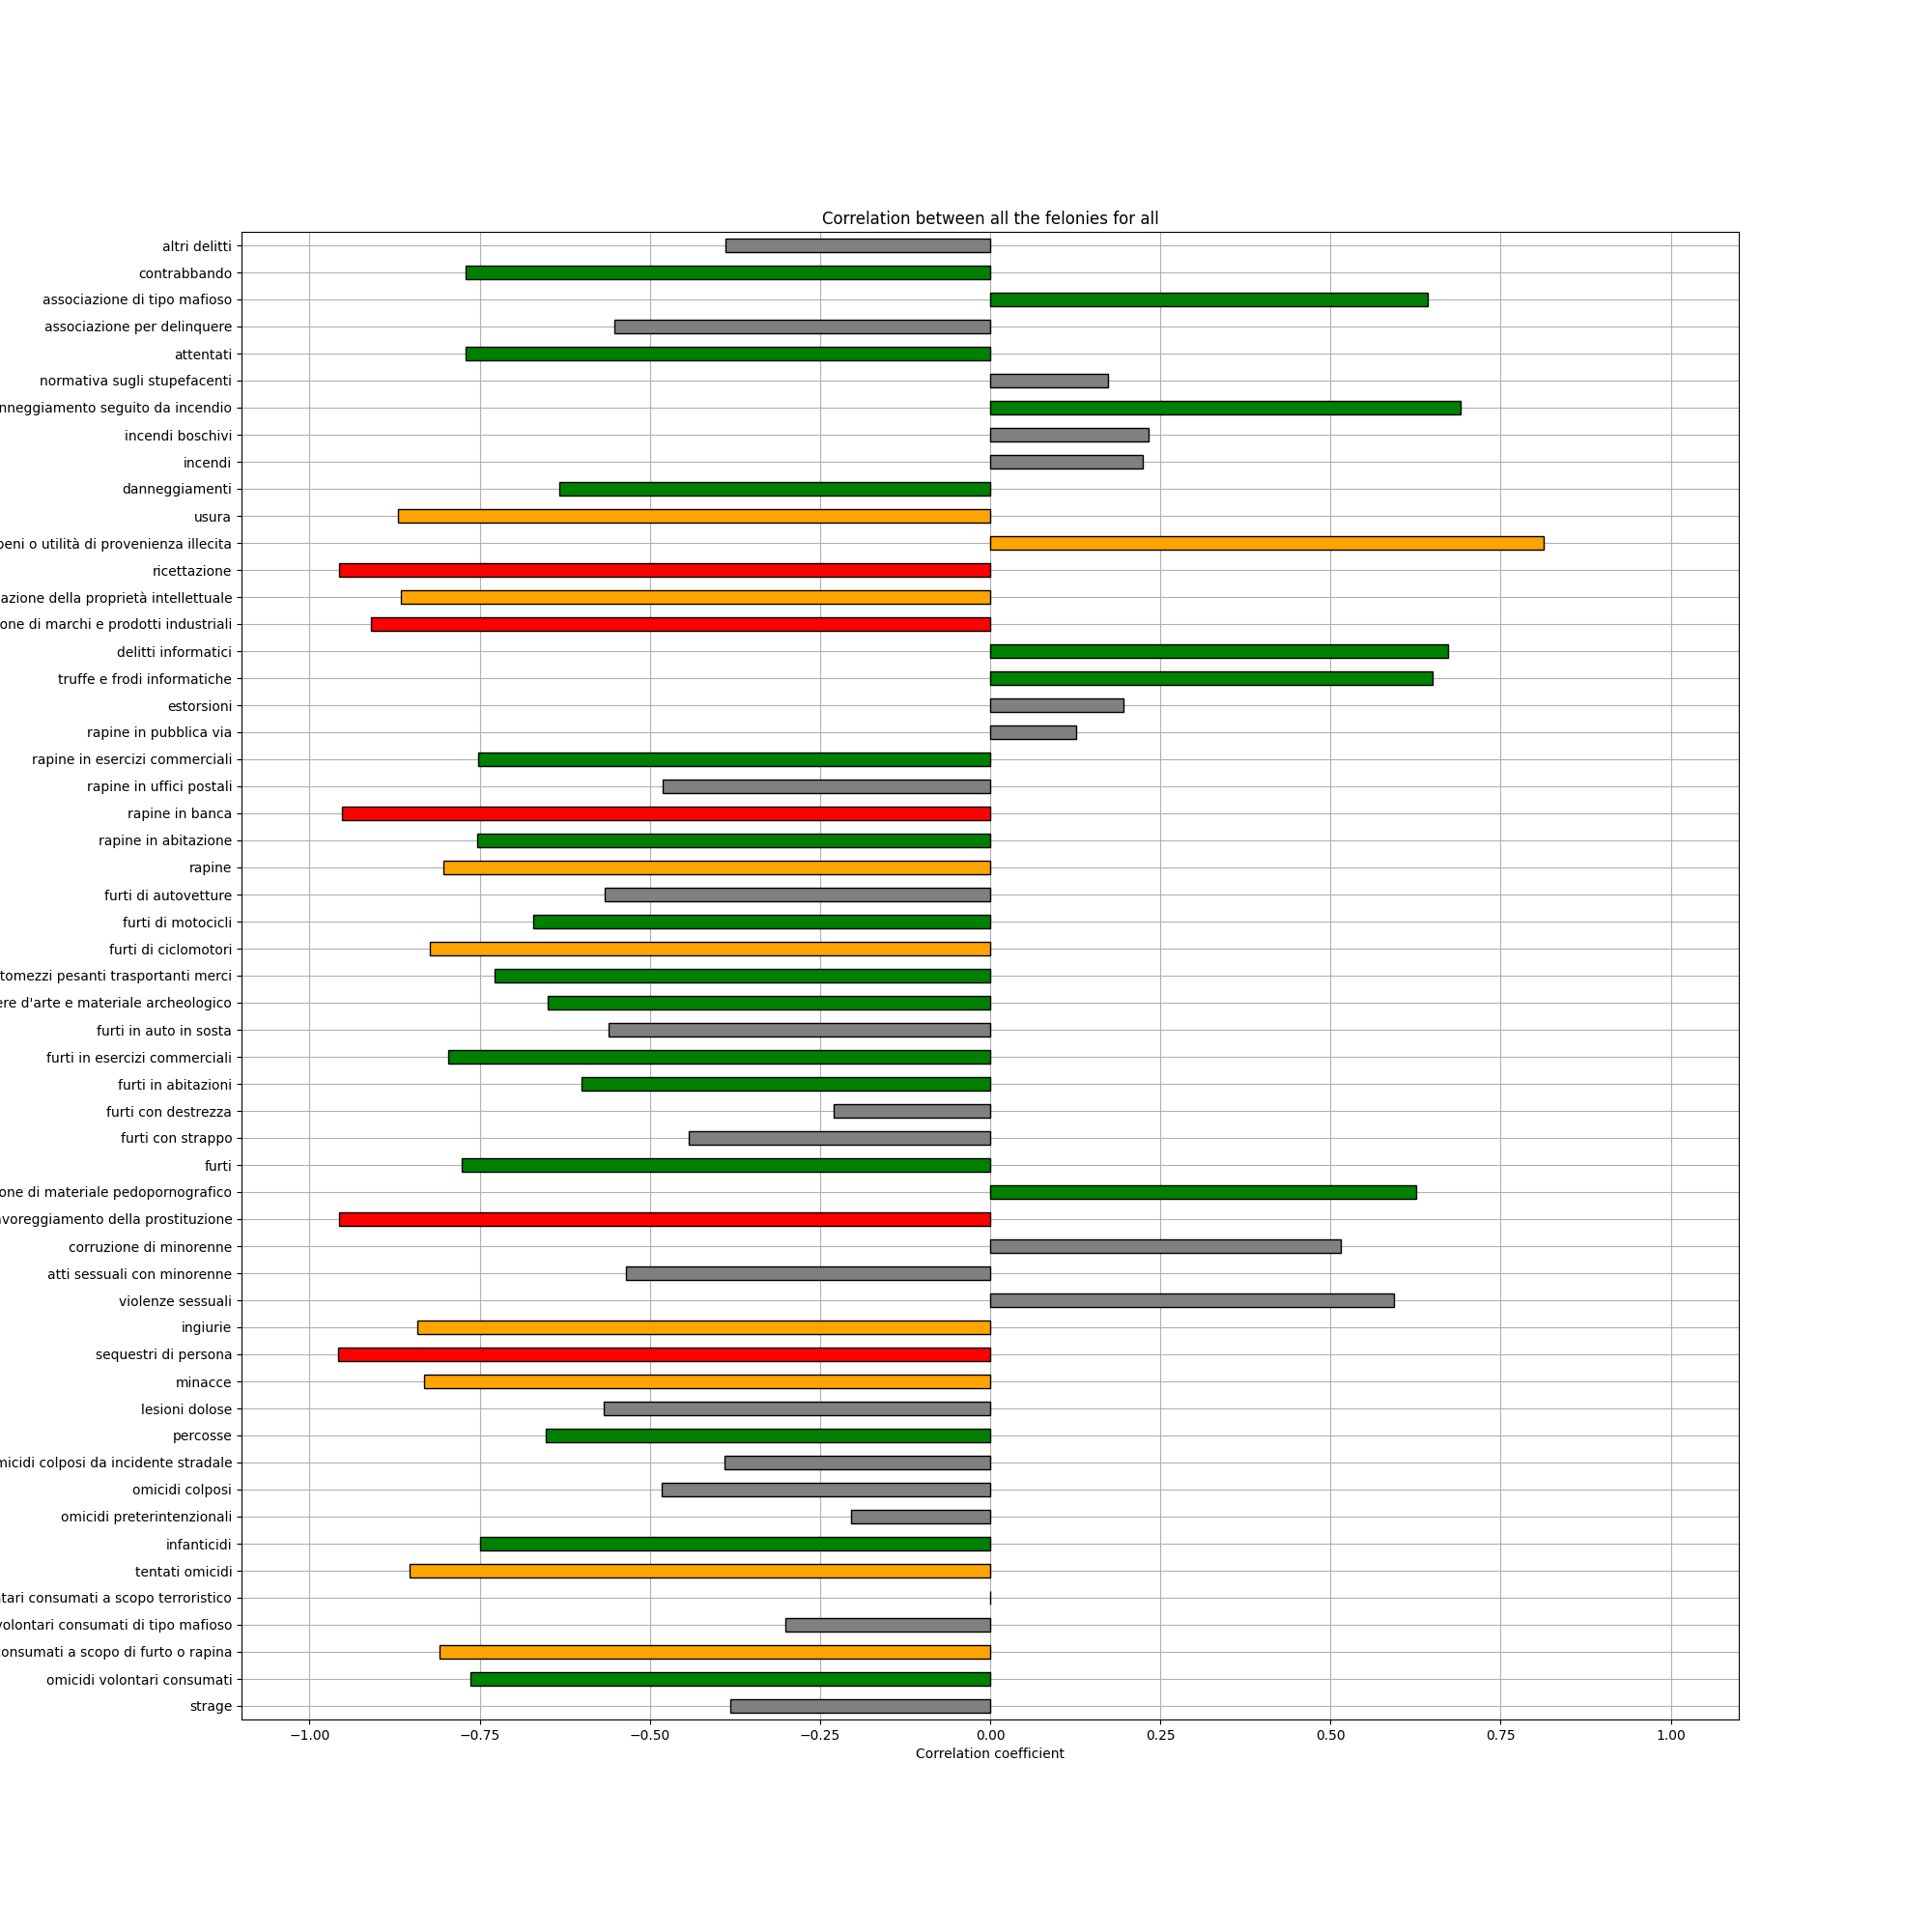 Correlation between all the felonies for all
altri delitti
contrabbando
associazione di tipo mafioso
associazione per delinquere
attentati
normativa sugli stupefacenti
nneggiamento seguito da incendio
incendi boschivi
incendi
danneggiamenti
usura
beni o utilità di provenienza illecita
ricettazione
azione della proprietà intellettuale
one di marchi e prodotti industriali
delitti informatici
truffe e frodi informatiche
estorsioni
rapine in pubblica via
rapine in esercizi commerciali
rapine in uffici postali
rapine in banca
rapine in abitazione
rapine
furti di autovetture
furti di motocicli
furti di ciclomotori
tomezzi pesanti trasportanti merci
ere d'arte e materiale archeologico
furti in auto in sosta
furti in esercizi commerciali
furti in abitazioni
furti con destrezza
furti con strappo
furti
one di materiale pedopornografico
voreggiamento della prostituzione
corruzione di minorenne
atti sessuali con minorenne
violenze sessuali
ingiurie
sequestri di persona
minacce
lesioni dolose
percosse
micidi colposi da incidente stradale
omicidi colposi
omicidi preterintenzionali
infanticidi
tentati omicidi
tari consumati a scopo terroristico
volontari consumati di tipo mafioso
consumati a scopo di furto o rapina
omicidi volontari consumati
strage
−1.00 −0.75 −0.50 −0.25 0.00 0.25 0.50 0.75 1.00
Correlation coefficient